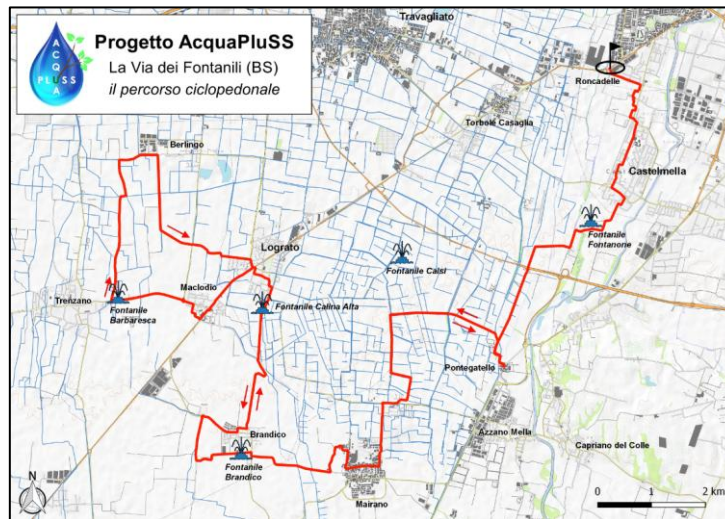 ACQUA
PLUSS
Progetto AcquaPluSS
La Via dei Fontanili (BS)
il percorso ciclopedonale
Travagliato
Roncadelle
Torbole Casaglia
Berlingo
Castelmella
Lograto
Fontanile
Fontanone
Fontanile Calsi
Maclodio
Trenzano
Fontanile
Barbaresca
Fontanile Calina Alta
Pontegatello
Brandico
Azzano Mella
Capriano del Colle
Fontanile
Brandico
Mairano
N
0 1 2 km